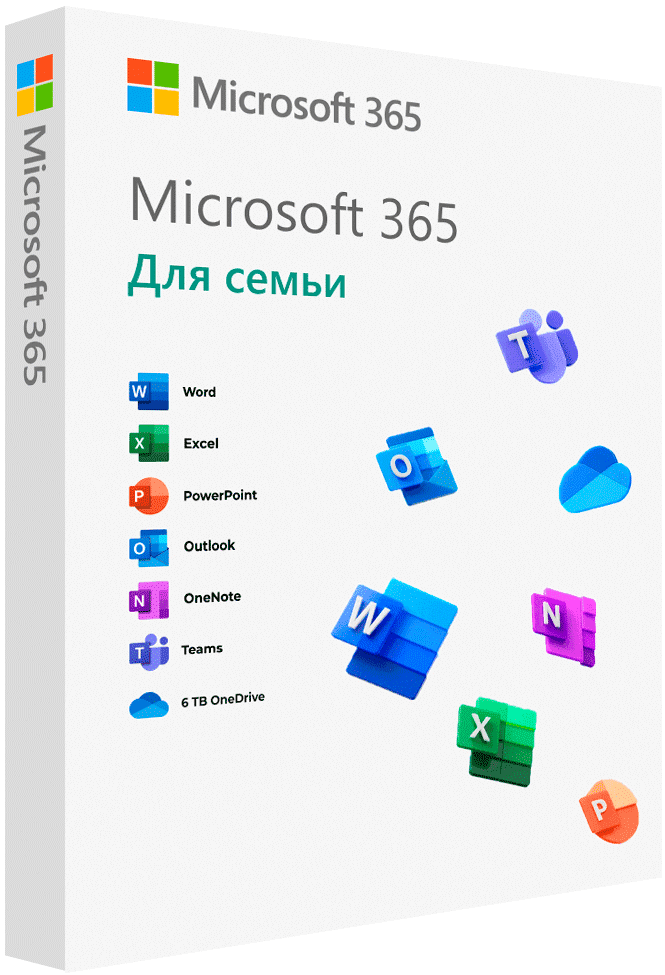 Microsoft 365
Microsoft 365
Microsoft 365
Для семьи
W Word
X Excel
P PowerPoint
O Outlook
N OneNote
T Teams
6 TB OneDrive
T
O
W
N
X
P